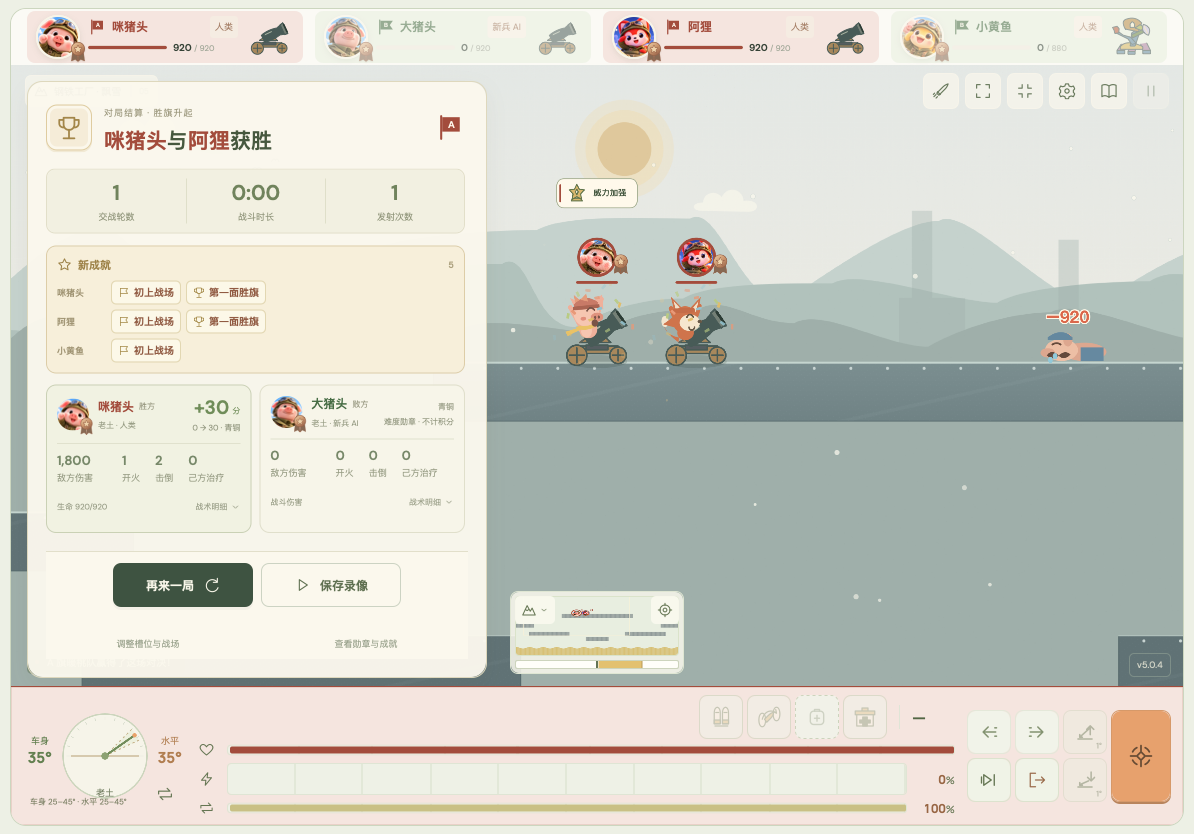 A 咪猪头 人类
920 / 920
B 大猪头 新兵 AI
0 / 920
A 阿狸 人类
920 / 920
B 小黄鱼 人类
0 / 980
对局结算 · 胜旗升起
咪猪头与阿狸获胜
A
1
交战轮数
0:00
战斗时长
1
发射次数
新成就
5
咪猪头 初上战场 第一面胜旗
阿狸 初上战场 第一面胜旗
小黄鱼 初上战场
咪猪头 胜方
老土 · 人类
+30 分
0 → 30 · 青铜
1,800
敌方伤害
1
开火
2
击倒
0
己方治疗
生命 920/920
战术明细
大猪头 败方
老土 · 新兵 AI
青铜
难度勋章 · 不计积分
0
敌方伤害
0
开火
0
击倒
0
己方治疗
战斗伤害
战术明细
再来一局
保存录像
调整槽位与战场
查看勋章与成就
威力加强
−920
v5.0.4
车身
35°
水平
35°
老土
车身 25–45° · 水平 25–45°
0%
100%
1°
1°